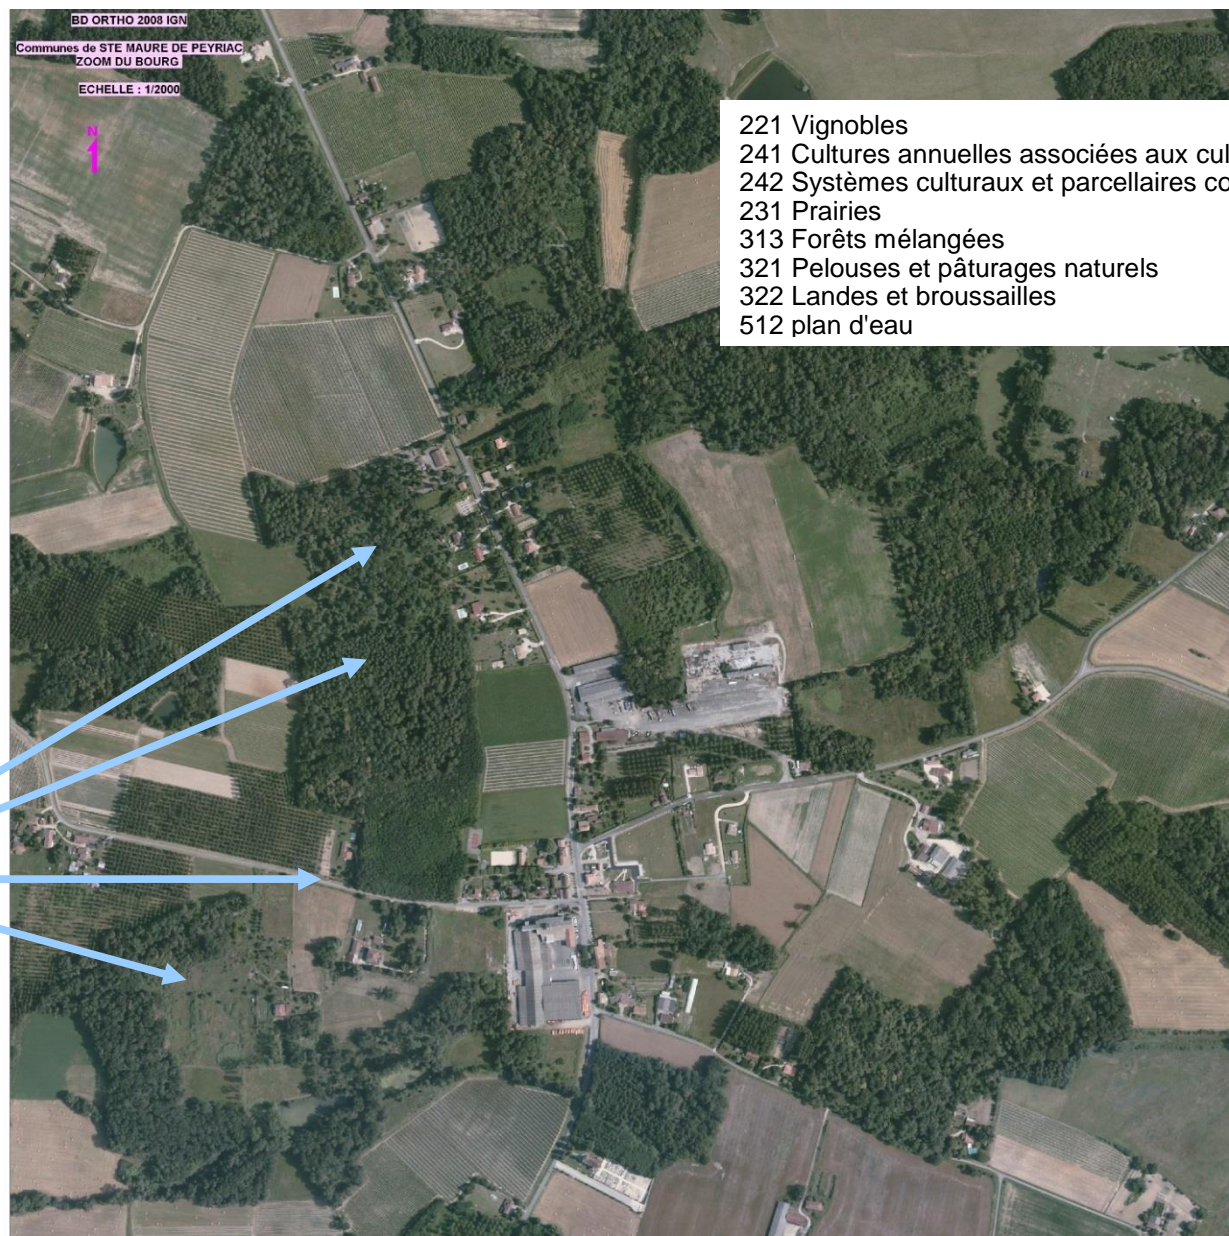 BD ORTHO 2008 IGN
Communes de STE MAURE DE PEYRIAC
ZOOM DU BOURG
ECHELLE : 1/2000
N
221 Vignobles
241 Cultures annuelles associées aux
242 Systèmes culturaux et parcellaires
231 Prairies
313 Forêts mélangées
321 Pelouses et pâturages naturels
322 Landes et broussailles
512 plan d'eau